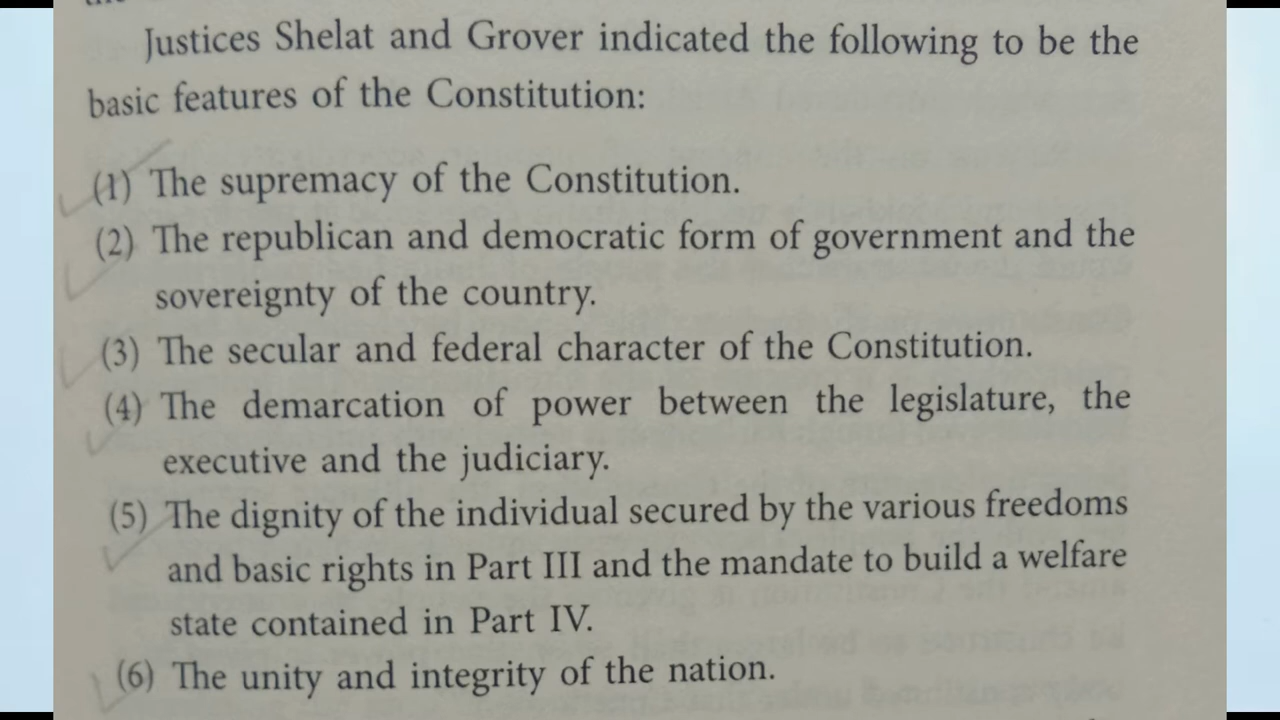 Justices Shelat and Grover indicated the following to be the
basic features of the Constitution:
(1) The supremacy of the Constitution.
(2) The republican and democratic form of government and the
sovereignty of the country.
(3) The secular and federal character of the Constitution.
(4) The demarcation of power between the legislature, the
executive and the judiciary.
(5) The dignity of the individual secured by the various freedoms
and basic rights in Part III and the mandate to build a welfare
state contained in Part IV.
(6) The unity and integrity of the nation.